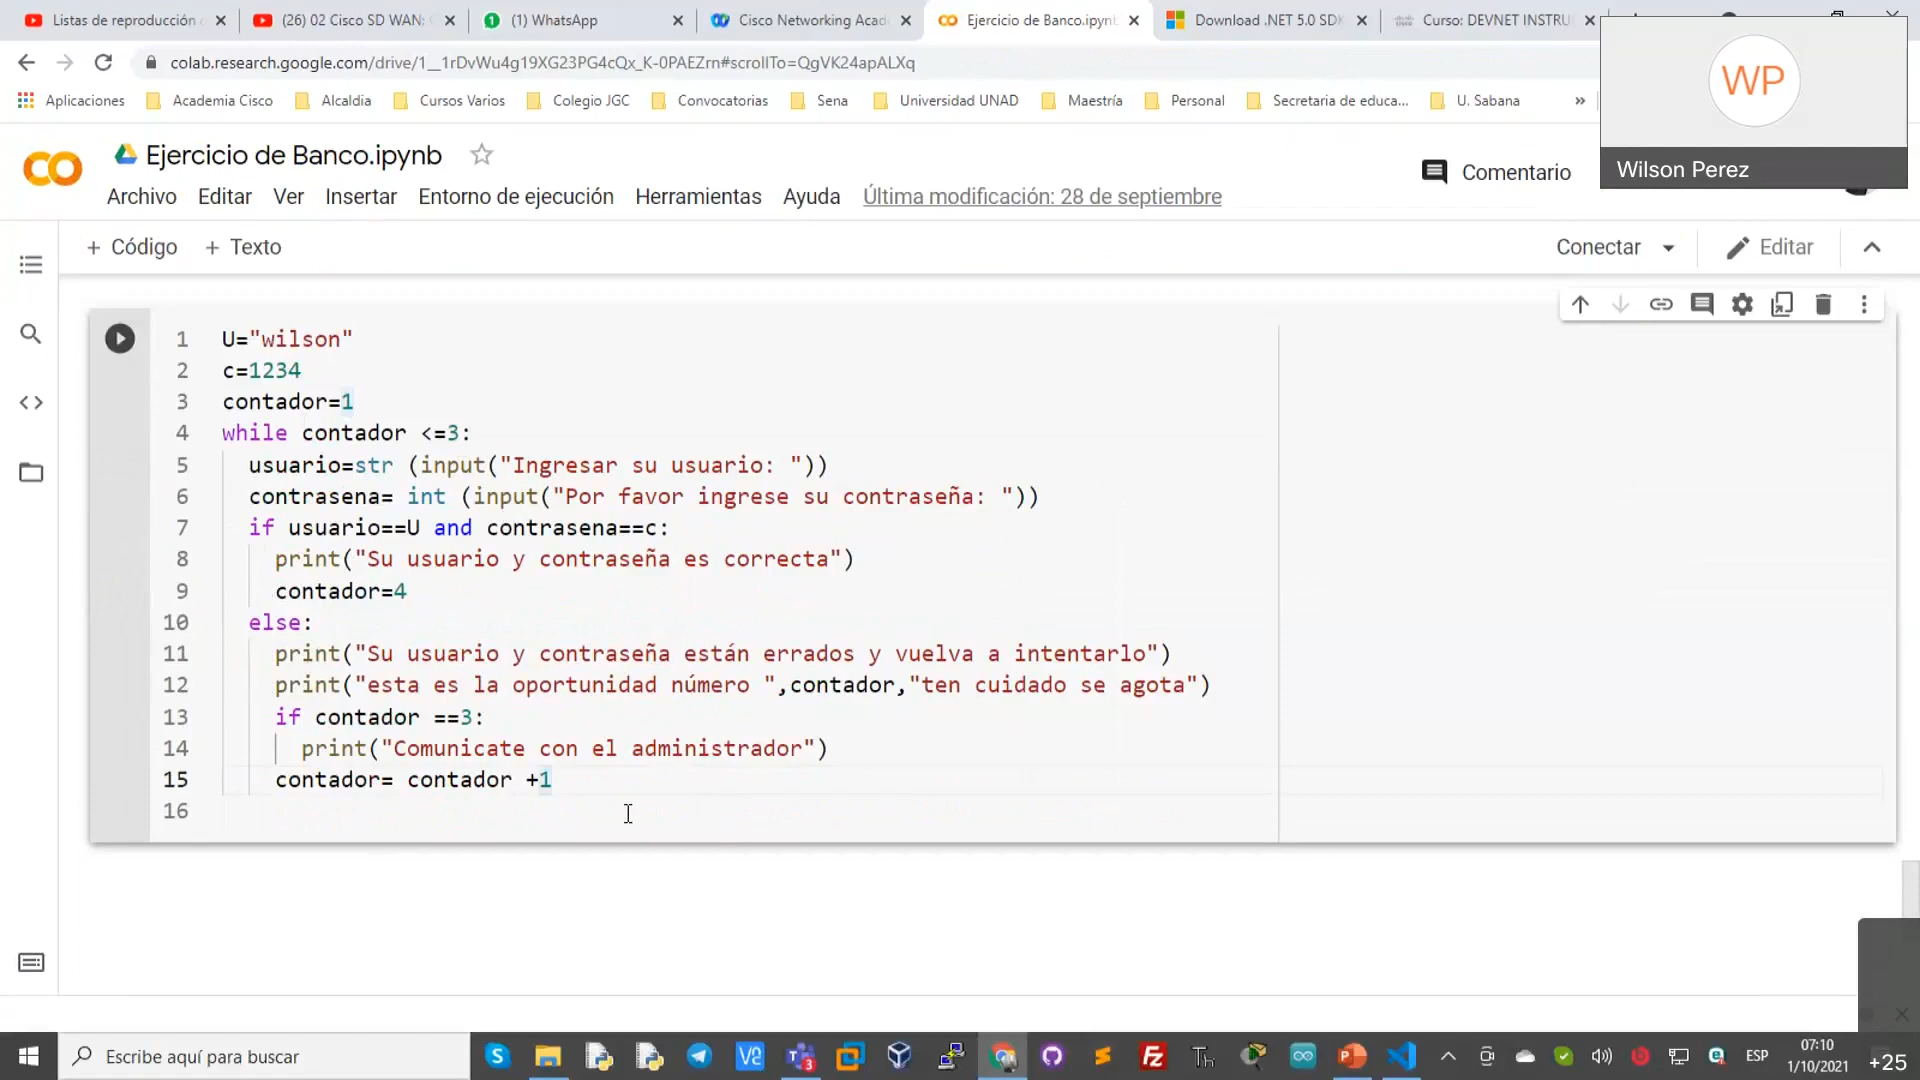 Listas de reproducción
(26) 02 Cisco SD WAN:
(1) WhatsApp
Cisco Networking Acad
Ejercicio de Banco.ipynb
Download .NET 5.0 SDK
Curso: DEVNET INSTRU
colab.research.google.com/drive/1__1rDvWu4g19XG23PG4cQx_K-0PAEZrn#scrollTo=QgVK24apALXq
Aplicaciones
Academia Cisco
Alcaldia
Cursos Varios
Colegio JGC
Convocatorias
Sena
Universidad UNAD
Maestría
Personal
Secretaria de educa...
U. Sabana
»
WP
Wilson Perez
CO
Ejercicio de Banco.ipynb
Comentario
Archivo Editar Ver Insertar Entorno de ejecución Herramientas Ayuda Última modificación: 28 de septiembre
+ Código + Texto
Conectar
Editar
1 U="wilson"
2 c=1234
3 contador=1
4 while contador <=3:
5 usuario=str (input("Ingresar su usuario: "))
6 contrasena= int (input("Por favor ingrese su contraseña: "))
7 if usuario==U and contrasena==c:
8 print("Su usuario y contraseña es correcta")
9 contador=4
10 else:
11 print("Su usuario y contraseña están errados y vuelva a intentarlo")
12 print("esta es la oportunidad número ",contador,"ten cuidado se agota")
13 if contador ==3:
14 print("Comunicate con el administrador")
15 contador= contador +1
16
Escribe aquí para buscar
ESP
07:10
1/10/2021
+25